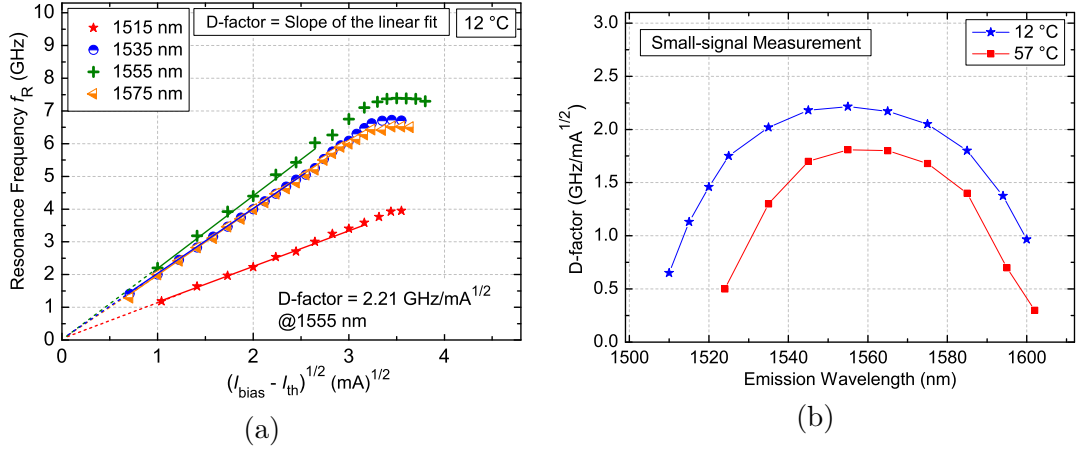 D-factor = Slope of the linear fit
12 °C
1515 nm
1535 nm
1555 nm
1575 nm
Resonance Frequency f_R (GHz)
10
9
8
7
6
5
4
3
2
1
0
D-factor = 2.21 GHz/mA^1/2
@1555 nm
0 1 2 3 4
(I_bias - I_th)^1/2 (mA)^1/2
(a)
Small-signal Measurement
12 °C
57 °C
D-factor (GHz/mA^1/2)
3.0
2.5
2.0
1.5
1.0
0.5
0.0
1500 1520 1540 1560 1580 1600
Emission Wavelength (nm)
(b)